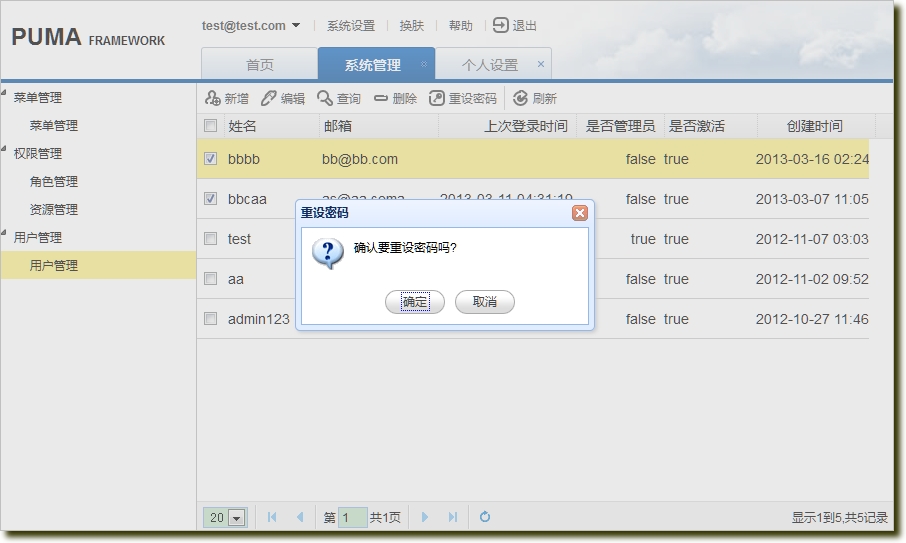 PUMA FRAMEWORK
test@test.com 系统设置 换肤 帮助 退出
首页 系统管理 个人设置
菜单管理
菜单管理
权限管理
角色管理
资源管理
用户管理
用户管理
新增 编辑 查询 删除 重设密码 刷新
姓名 邮箱 上次登录时间 是否管理员 是否激活 创建时间
bbbb bb@bb.com false true 2013-03-16 02:24
bbcaa as@aa.coma 2013-03-11 04:31:19 false true 2013-03-07 11:05
test true true 2012-11-07 03:03
aa false true 2012-11-02 09:52
admin123 false true 2012-10-27 11:46
重设密码
确认要重设密码吗?
确定 取消
20 第 1 共1页 显示1到5,共5记录